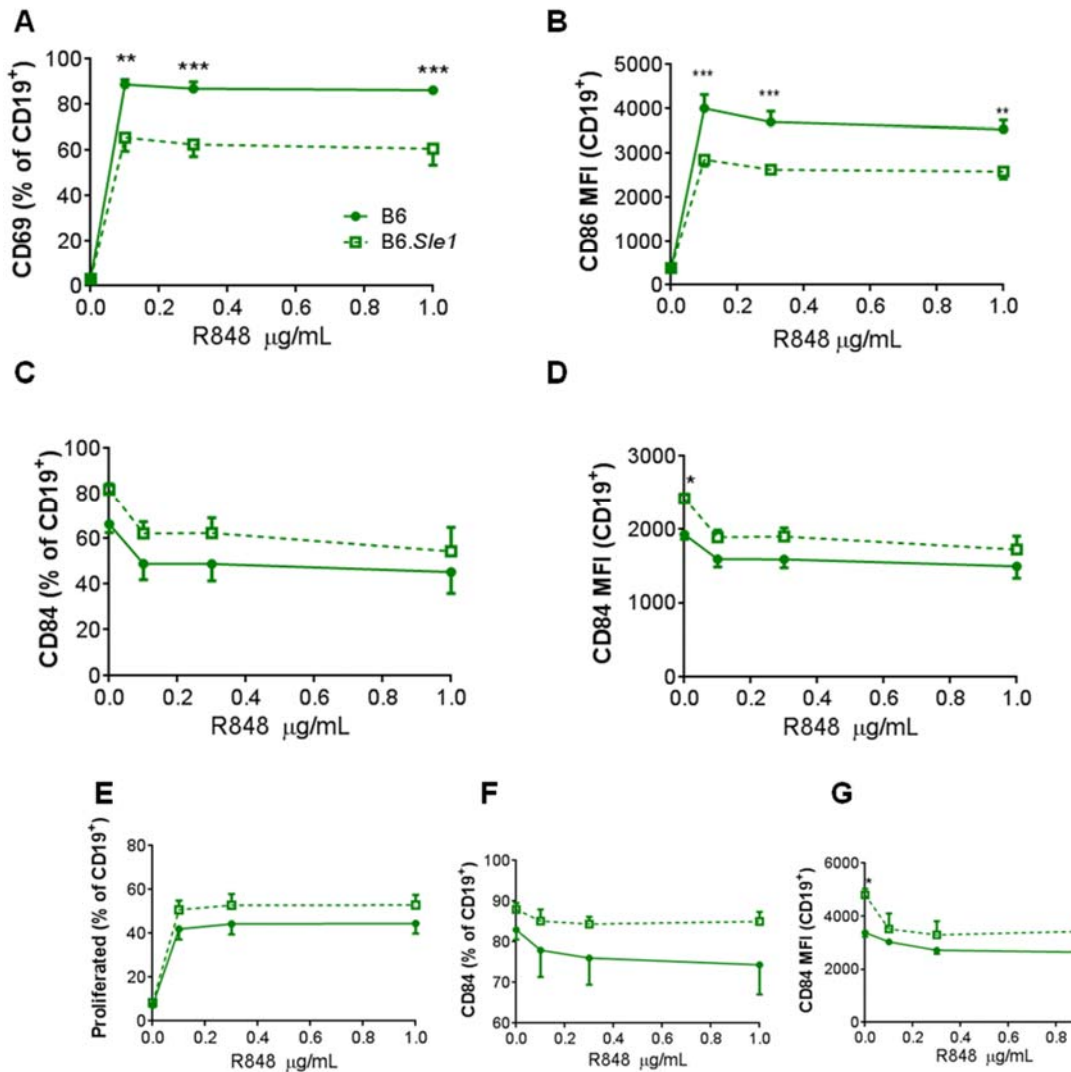 A
CD69 (% of CD19+)
100
80
60
40
20
0
** *** ***
B6
B6.Sle1
0.0 0.2 0.4 0.6 0.8 1.0
R848 μg/mL
B
CD86 MFI (CD19+)
5000
4000
3000
2000
1000
0
*** *** **
0.0 0.2 0.4 0.6 0.8 1.0
R848 μg/mL
C
CD84 (% of CD19+)
100
80
60
40
20
0
0.0 0.2 0.4 0.6 0.8 1.0
R848 μg/mL
D
CD84 MFI (CD19+)
3000
2000
1000
0
*
0.0 0.2 0.4 0.6 0.8 1.0
R848 μg/mL
E
Proliferated (% of CD19+)
80
60
40
20
0
0.0 0.2 0.4 0.6 0.8 1.0
R848 μg/mL
F
CD84 (% of CD19+)
100
90
80
70
60
0.0 0.2 0.4 0.6 0.8 1.0
R848 μg/mL
G
CD84 MFI (CD19+)
6000
4000
2000
0
*
0.0 0.2 0.4 0.6 0.8
R848 μg/mL